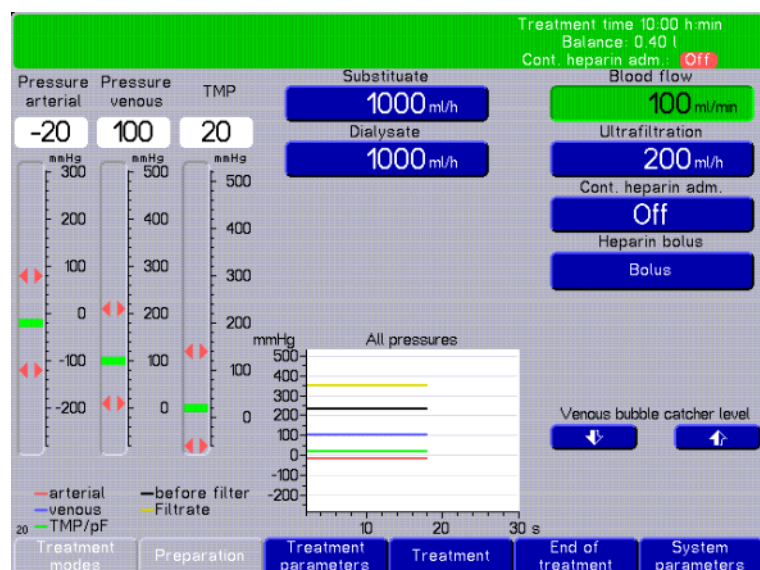 Treatment time 10:00 h:min
Balance: 0.40 l
Cont. heparin adm.: Off
Pressure arterial
Pressure venous
TMP
Substituate
Blood flow
-20
100
20
1000 ml/h
100 ml/min
Dialysate
Ultrafiltration
1000 ml/h
200 ml/h
Cont. heparin adm.
Off
Heparin bolus
Bolus
mmHg
300
200
100
0
-100
-200
mmHg
500
400
300
200
100
0
mmHg
500
400
300
200
100
0
mmHg
All pressures
500
400
300
200
100
0
-100
-200
10 20 30 s
Venous bubble catcher level
arterial
before filter
venous
Filtrate
20
TMP/pF
Treatment modes
Preparation
Treatment parameters
Treatment
End of treatment
System parameters